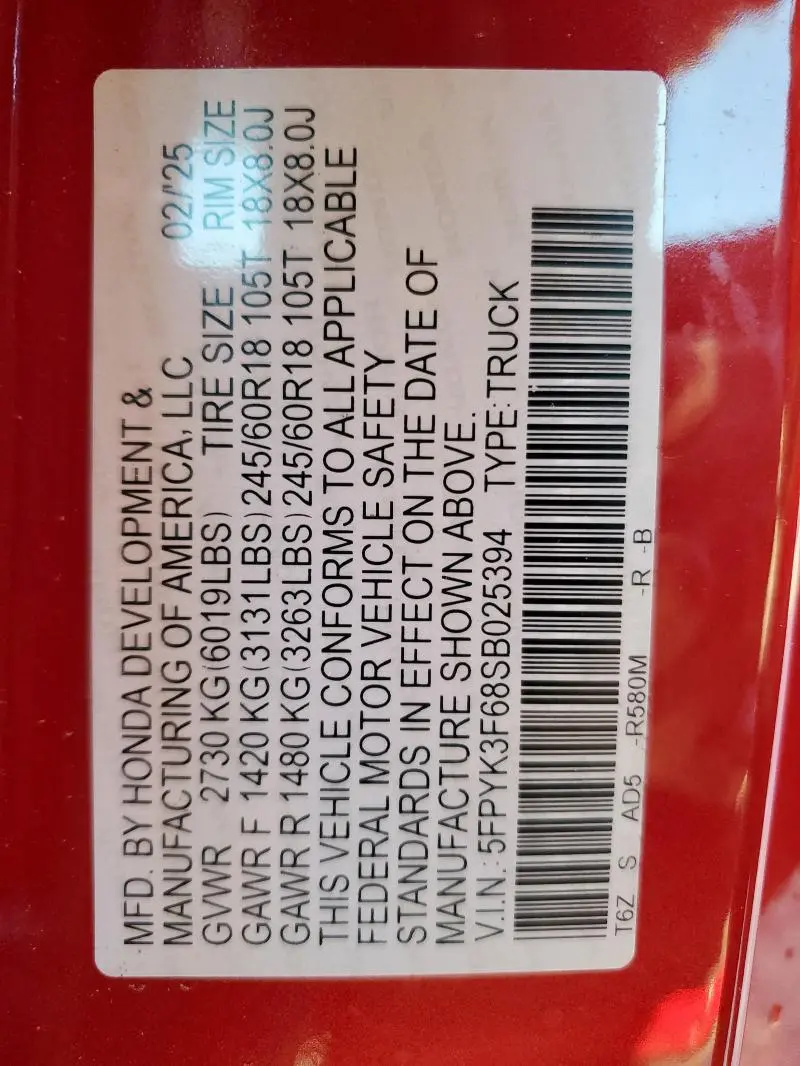 MFD. BY HONDA DEVELOPMENT &
MANUFACTURING OF AMERICA, LLC 02/'25
GVWR 2730 KG(6019LBS) TIRE SIZE RIM SIZE
GAWR F 1420 KG(3131LBS) 245/60R18 105T 18X8.0J
GAWR R 1480 KG(3263LBS) 245/60R18 105T 18X8.0J
THIS VEHICLE CONFORMS TO ALL APPLICABLE
FEDERAL MOTOR VEHICLE SAFETY
STANDARDS IN EFFECT ON THE DATE OF
MANUFACTURE SHOWN ABOVE.
V.I.N.: 5FPYK3F68SB025394 TYPE: TRUCK
T6Z S AD5 -R580M -R -B